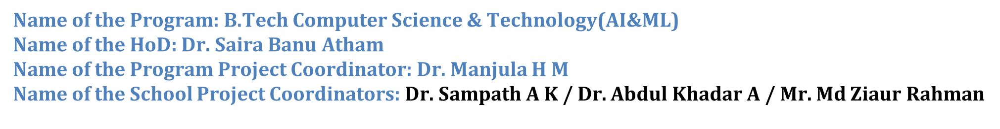 Name of the Program: B.Tech Computer Science & Technology(AI&ML)
Name of the HoD: Dr. Saira Banu Atham
Name of the Program Project Coordinator: Dr. Manjula H M
Name of the School Project Coordinators: Dr. Sampath A K / Dr. Abdul Khadar A / Mr. Md Ziaur Rahman